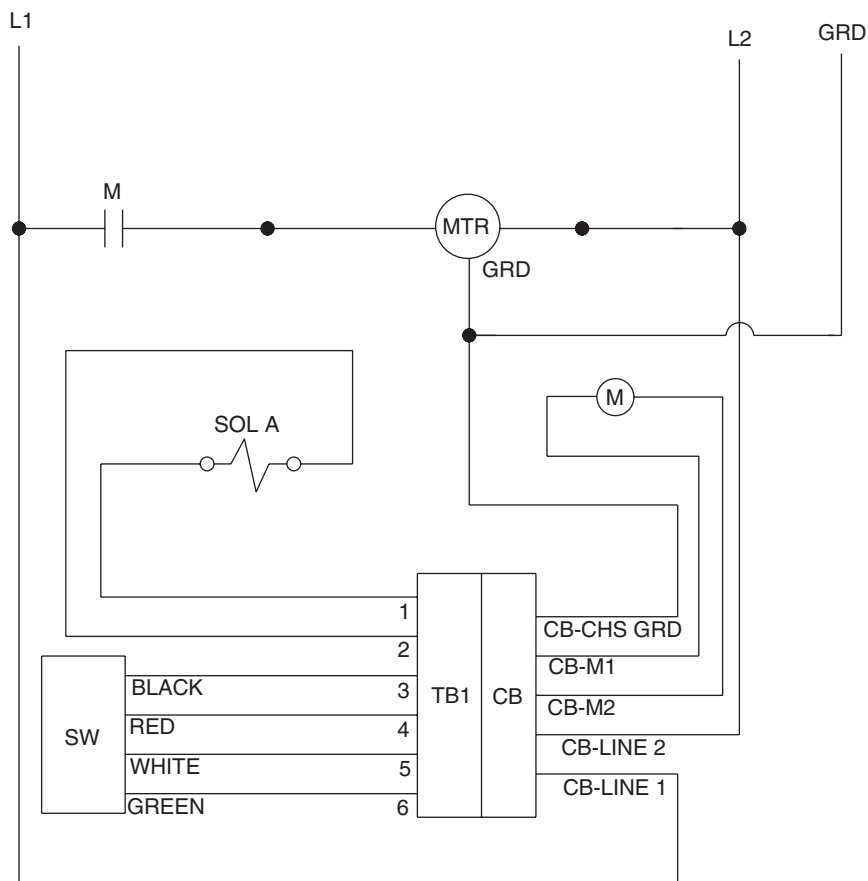 L1
L2
GRD
M
MTR
GRD
SOL A
M
1
CB-CHS GRD
2
CB-M1
BLACK
3
TB1
CB
CB-M2
SW
RED
4
CB-LINE 2
WHITE
5
CB-LINE 1
GREEN
6